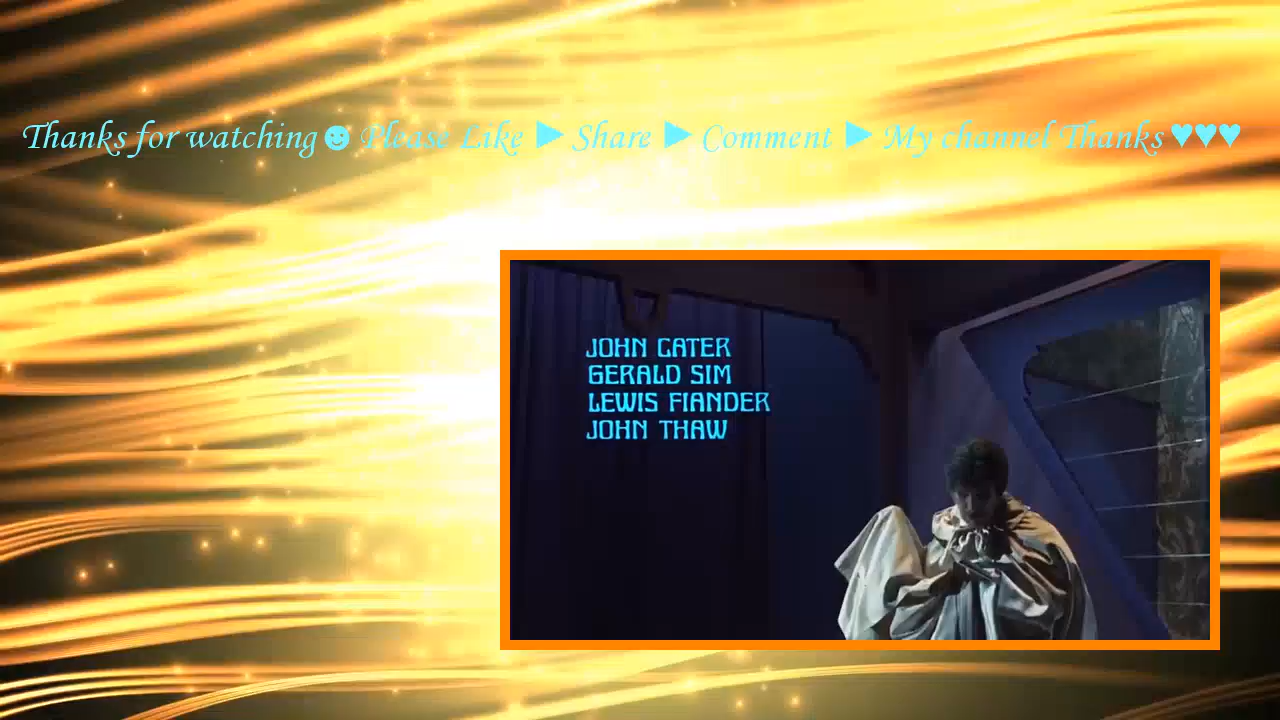 Thanks for watching☻ Please Like ► Share ► Comment ► My channel Thanks ♥♥♥
JOHN CATER
GERALD SIM
LEWIS FIANDER
JOHN THAW